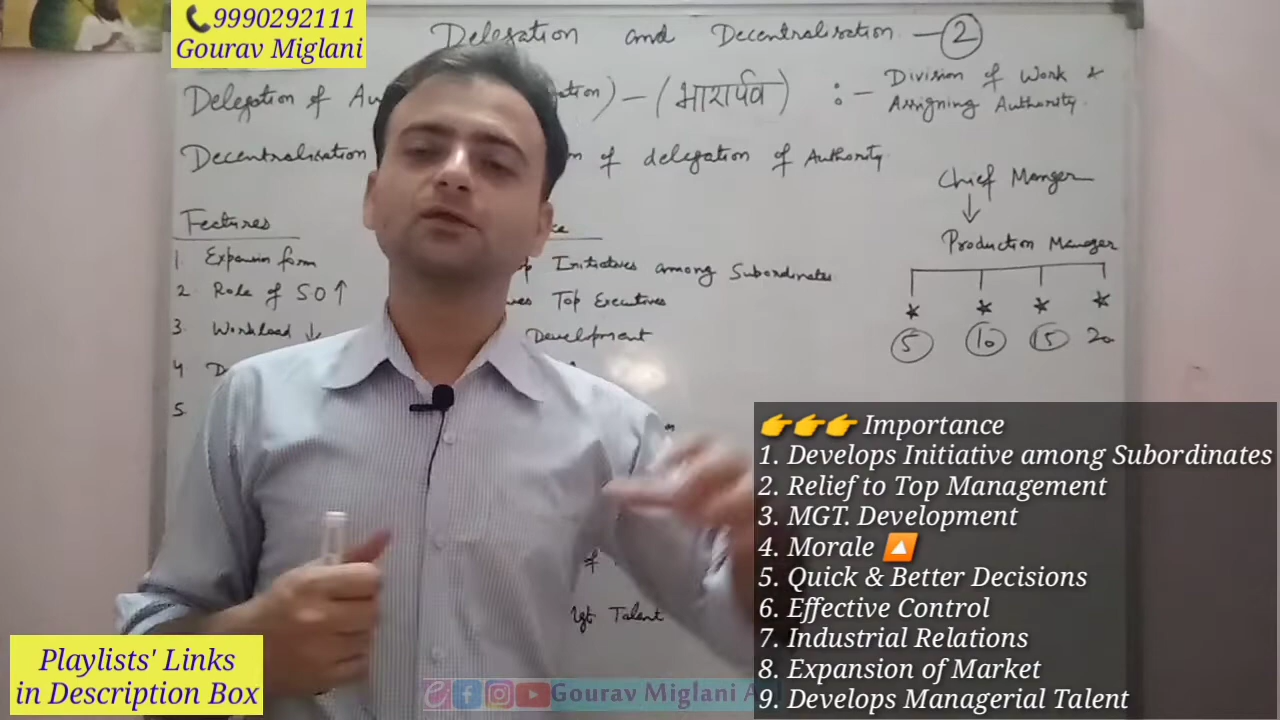 📞9990292111
Gourav Miglani
Delegation and Decentralisation — 2
Delegation of Au tion) – (भारार्पव) :– Division of Work &
Assigning Authority
Decentralisation of delegation of Authority
Chief Manger
Production Manager
* * * *
5 10 15 20
Features
1. Expansion form
2. Role of SO ↑
3. Workload ↓
4
5.
Initiatives among Subordinates
Top Executives
Development
of
Mgt Talent
👉👉👉 Importance
1. Develops Initiative among Subordinates
2. Relief to Top Management
3. MGT. Development
4. Morale 🔼
5. Quick & Better Decisions
6. Effective Control
7. Industrial Relations
8. Expansion of Market
9. Develops Managerial Talent
Playlists' Links
in Description Box
Gourav Miglani A